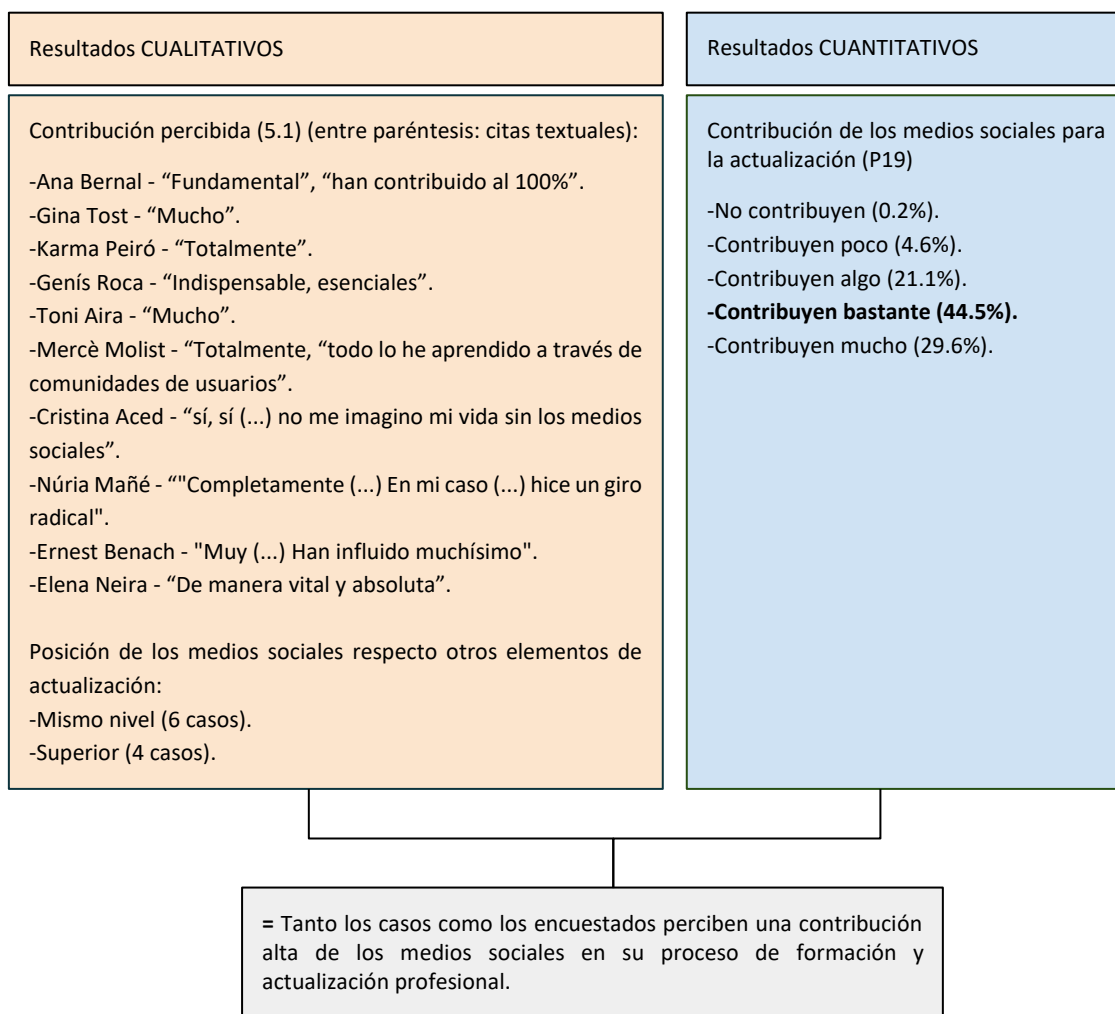 Resultados CUALITATIVOS
Resultados CUANTITATIVOS
Contribución percibida (5.1) (entre paréntesis: citas textuales):
-Ana Bernal - “Fundamental”, “han contribuido al 100%”.
-Gina Tost - “Mucho”.
-Karma Peiró - “Totalmente”.
-Genís Roca - “Indispensable, esenciales”.
-Toni Aira - “Mucho”.
-Mercè Molist - “Totalmente, “todo lo he aprendido a través de
comunidades de usuarios”.
-Cristina Aced - “sí, sí (...) no me imagino mi vida sin los medios
sociales”.
-Núria Mañé - “"Completamente (...) En mi caso (...) hice un giro
radical".
-Ernest Benach - "Muy (...) Han influido muchísimo".
-Elena Neira - “De manera vital y absoluta”.
Posición de los medios sociales respecto otros elementos de
actualización:
-Mismo nivel (6 casos).
-Superior (4 casos).
Contribución de los medios sociales para
la actualización (P19)
-No contribuyen (0.2%).
-Contribuyen poco (4.6%).
-Contribuyen algo (21.1%).
-Contribuyen bastante (44.5%).
-Contribuyen mucho (29.6%).
= Tanto los casos como los encuestados perciben una contribución
alta de los medios sociales en su proceso de formación y
actualización profesional.